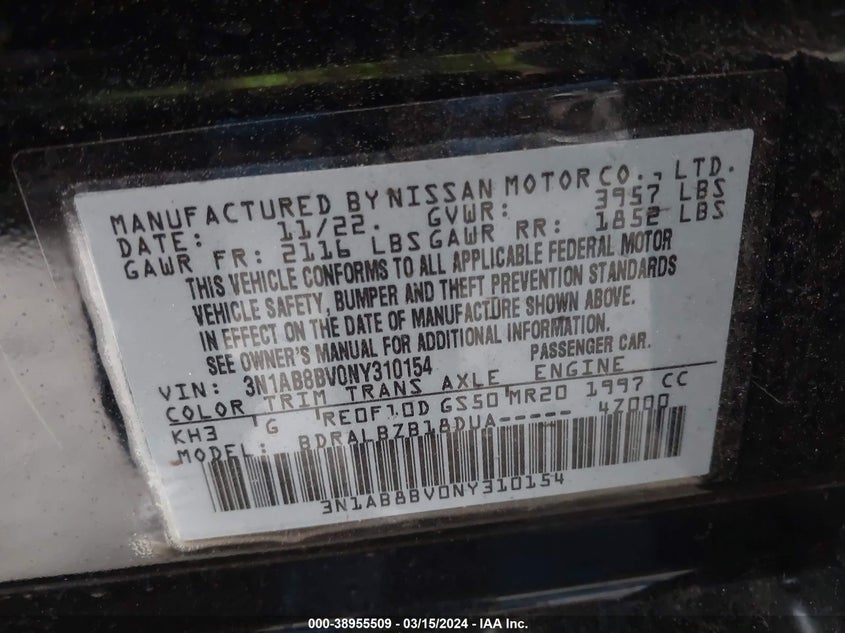 MANUFACTURED BY NISSAN MOTOR CO., LTD.
DATE: 11/22. GVWR: 3957 LBS
GAWR FR: 2116 LBS GAWR RR: 1852 LBS
THIS VEHICLE CONFORMS TO ALL APPLICABLE FEDERAL MOTOR
VEHICLE SAFETY, BUMPER AND THEFT PREVENTION STANDARDS
IN EFFECT ON THE DATE OF MANUFACTURE SHOWN ABOVE.
SEE OWNER'S MANUAL FOR ADDITIONAL INFORMATION.
VIN: 3N1AB8BV0NY310154 PASSENGER CAR.
COLOR TRIM TRANS AXLE ENGINE
KH3 G RE0F10D GS50 MR20 1997 CC
MODEL: BDRALBZB18DUA----- 4Z000
3N1AB8BV0NY310154
000-38955509 - 03/15/2024 - IAA Inc.